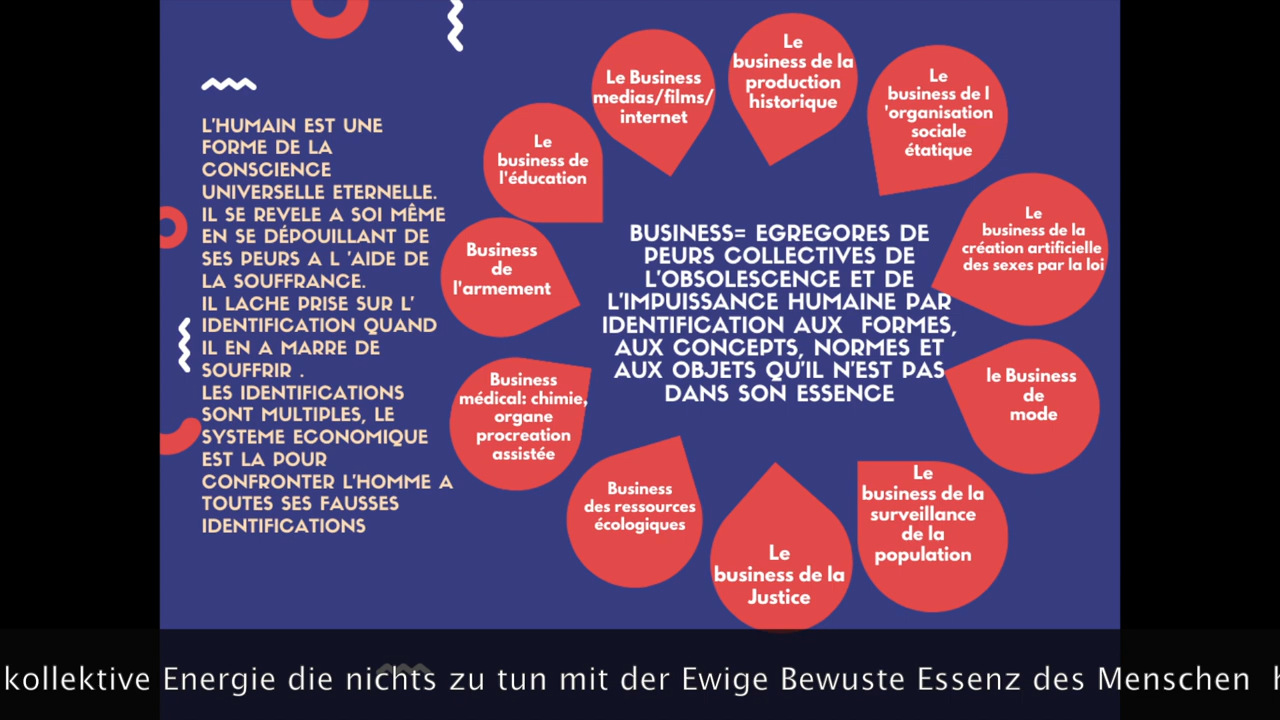 L'HUMAIN EST UNE
FORME DE LA
CONSCIENCE
UNIVERSELLE ETERNELLE.
IL SE REVELE A SOI MÊME
EN SE DÉPOUILLANT DE
SES PEURS A L 'AIDE DE
LA SOUFFRANCE.
IL LACHE PRISE SUR L'
IDENTIFICATION QUAND
IL EN A MARRE DE
SOUFFRIR .
LES IDENTIFICATIONS
SONT MULTIPLES, LE
SYSTEME ECONOMIQUE
EST LA POUR
CONFRONTER L'HOMME A
TOUTES SES FAUSSES
IDENTIFICATIONS
Le Business
medias/films/
internet
Le
business de la
production
historique
Le
business de l
'organisation
sociale
étatique
Le
business de la
création artificielle
des sexes par la loi
le Business
de
mode
Le
business de la
surveillance
de la
population
Le
business de la
Justice
Business
des ressources
écologiques
Business
médical: chimie,
organe
procreation
assistée
Business
de
l'armement
Le
business de
l'éducation
BUSINESS= EGREGORES DE
PEURS COLLECTIVES DE
L'OBSOLESCENCE ET DE
L'IMPUISSANCE HUMAINE PAR
IDENTIFICATION AUX FORMES,
AUX CONCEPTS, NORMES ET
AUX OBJETS QU'IL N'EST PAS
DANS SON ESSENCE
kollektive Energie die nichts zu tun mit der Ewige Bewuste Essenz des Menschen